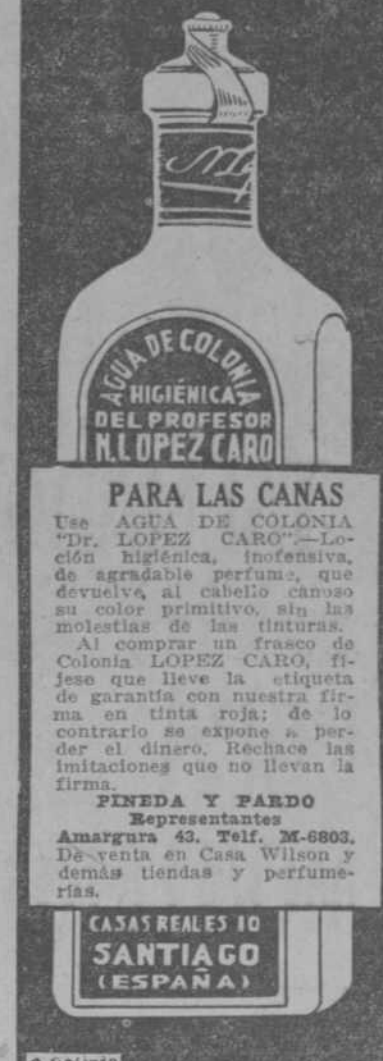 AGUA DE COLONIA
HIGIÉNICA
DEL PROFESOR
N.LOPEZ CARO
PARA LAS CANAS
Use AGUA DE COLONIA
"Dr. LOPEZ CARO".—Lo-
ción higiénica, inofensiva,
de agradable perfume, que
devuelve, al cabello canoso
su color primitivo, sin las
molestias de las tinturas.
Al comprar un frasco de
Colonia LOPEZ CARO, fí-
jese que lleve la etiqueta
de garantía con nuestra fir-
ma en tinta roja; de lo
contrario se expone a per-
der el dinero. Rechace las
imitaciones que no llevan la
firma.
PINEDA Y PARDO
Representantes
Amargura 43. Telf. M-6803.
De venta en Casa Wilson y
demás tiendas y perfume-
rías.
CASAS REALES 10
SANTIAGO
(ESPAÑA)